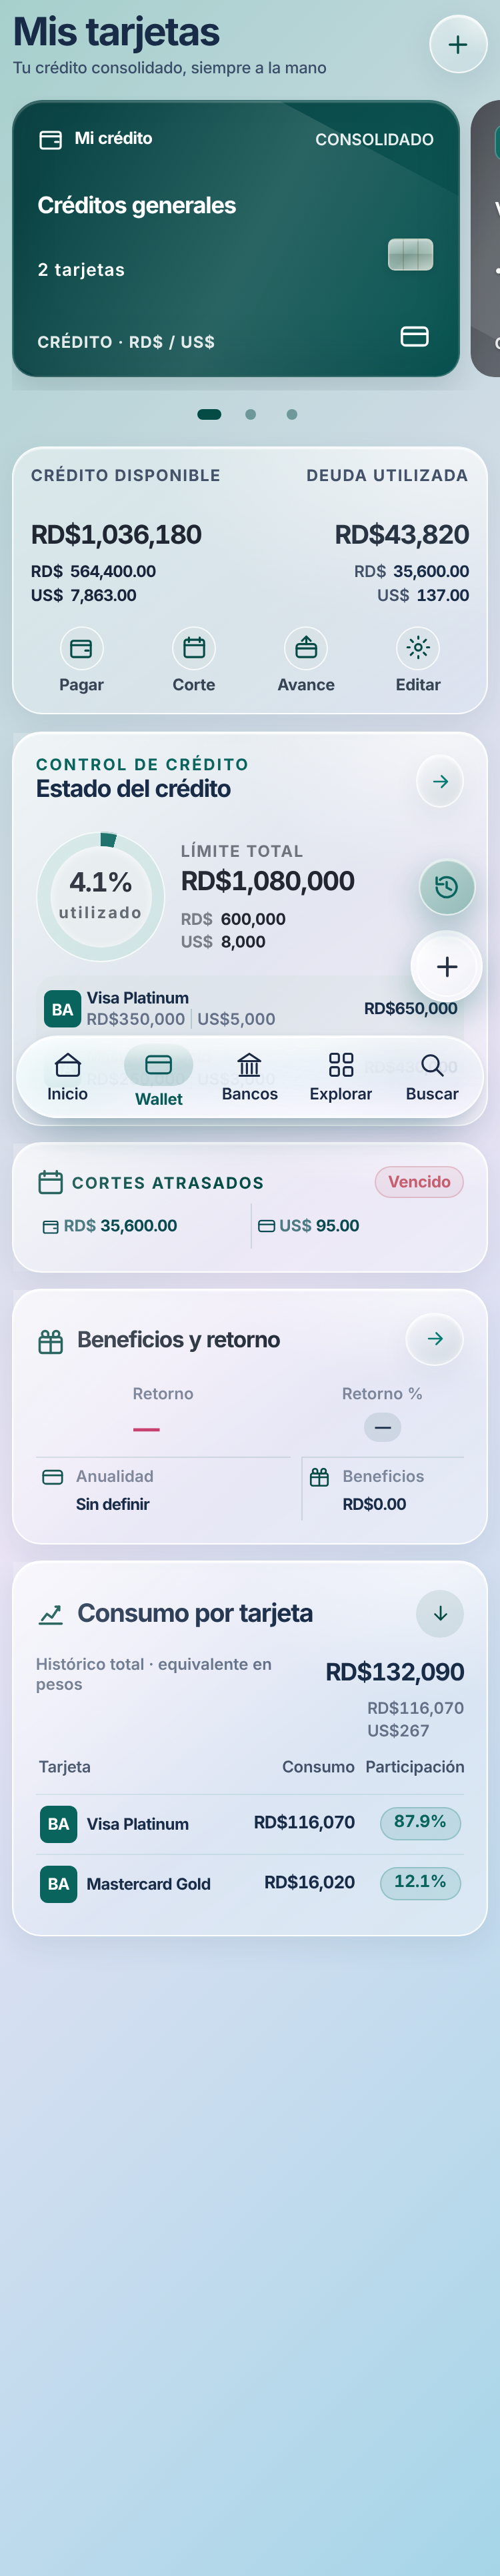 Mis tarjetas
Tu crédito consolidado, siempre a la mano
Mi crédito
CONSOLIDADO
Créditos generales
2 tarjetas
CRÉDITO · RD$ / US$
CRÉDITO DISPONIBLE
DEUDA UTILIZADA
RD$1,036,180
RD$43,820
RD$ 564,400.00
RD$ 35,600.00
US$ 7,863.00
US$ 137.00
Pagar
Corte
Avance
Editar
CONTROL DE CRÉDITO
Estado del crédito
4.1%
utilizado
LÍMITE TOTAL
RD$1,080,000
RD$ 600,000
US$ 8,000
BA
Visa Platinum
RD$350,000 US$5,000
RD$650,000
Inicio
Wallet
Bancos
Explorar
Buscar
CORTES ATRASADOS
Vencido
RD$ 35,600.00
US$ 95.00
Beneficios y retorno
Retorno
Retorno %
—
—
Anualidad
Sin definir
Beneficios
RD$0.00
Consumo por tarjeta
Histórico total · equivalente en
pesos
RD$132,090
RD$116,070
US$267
Tarjeta
Consumo
Participación
BA
Visa Platinum
RD$116,070
87.9%
BA
Mastercard Gold
RD$16,020
12.1%